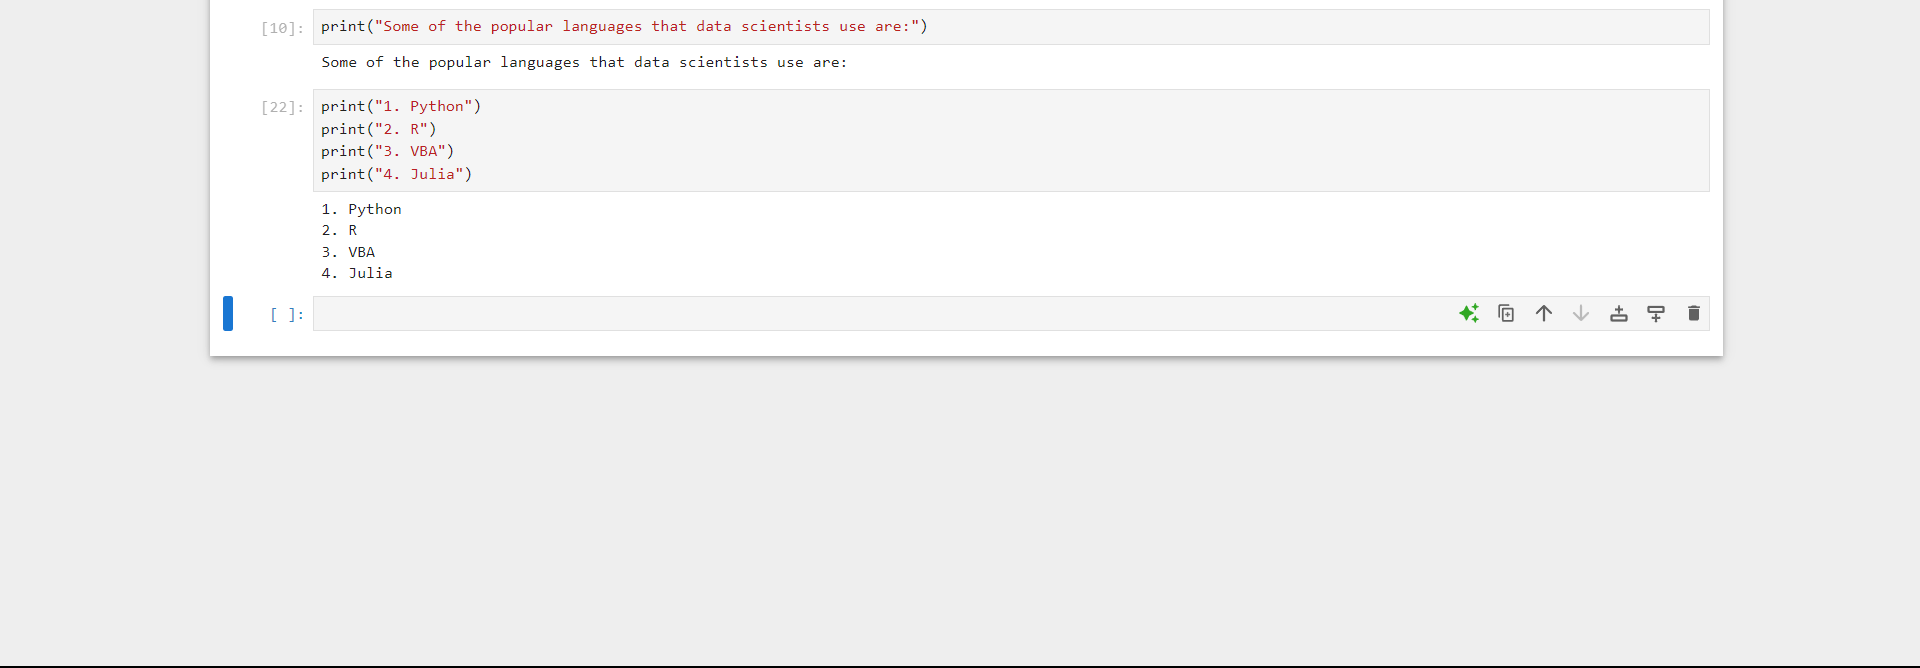 [10]: print("Some of the popular languages that data scientists use are:")
Some of the popular languages that data scientists use are:
[22]: print("1. Python")
print("2. R")
print("3. VBA")
print("4. Julia")
1. Python
2. R
3. VBA
4. Julia
[ ]: